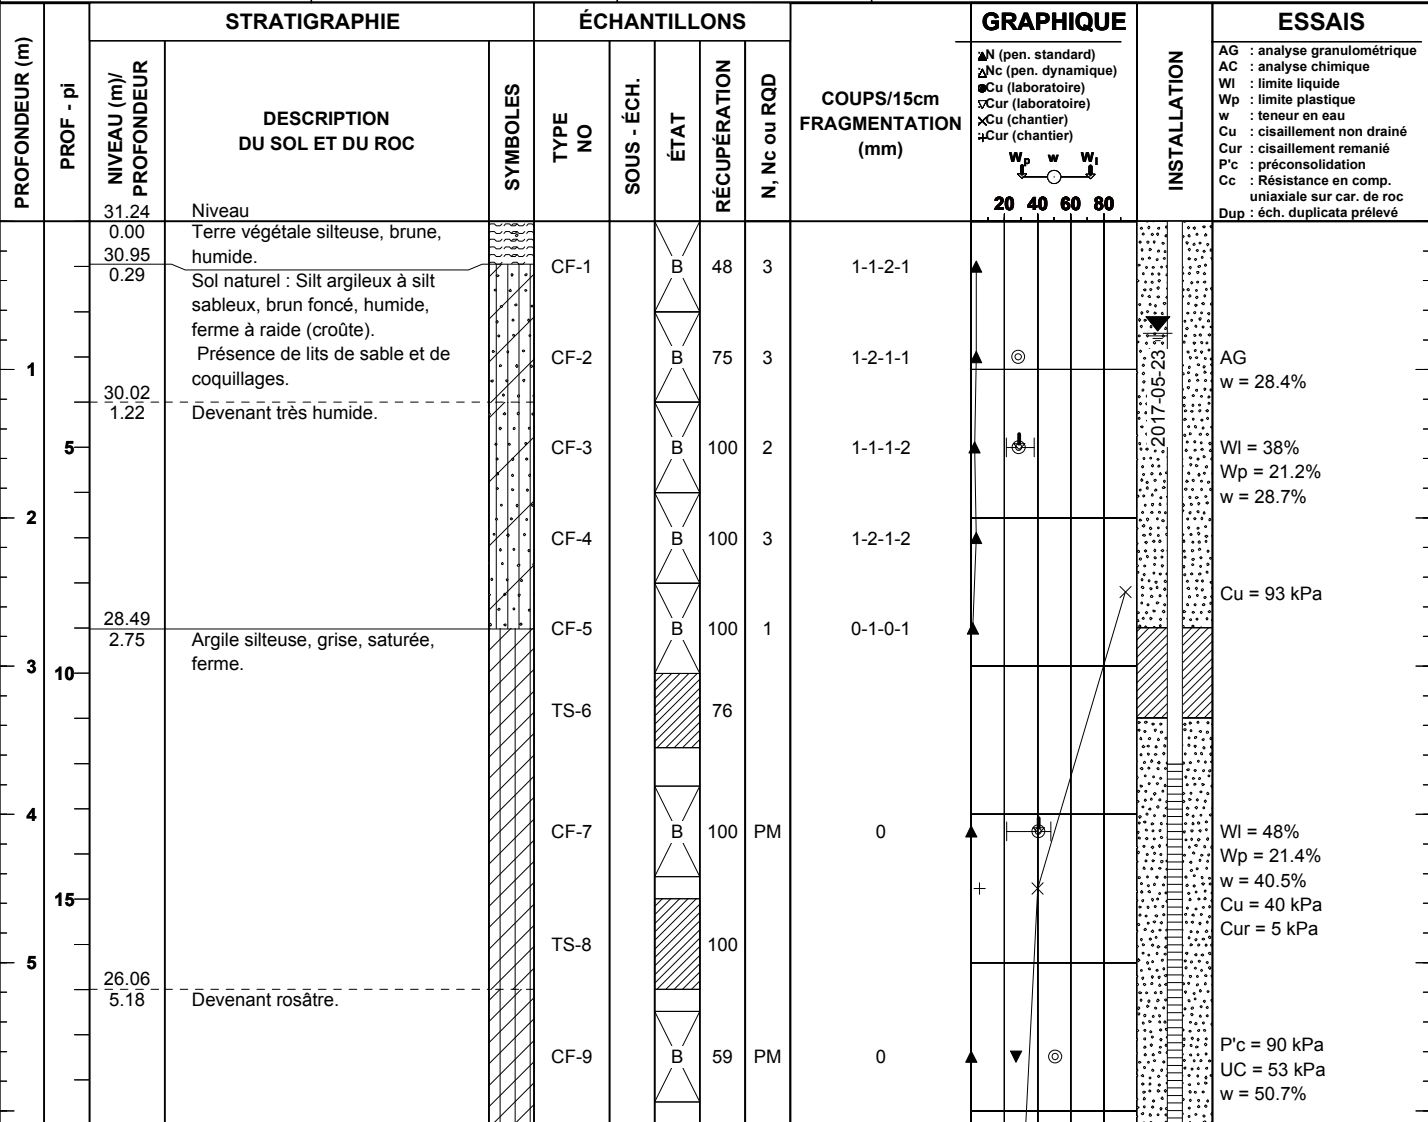 STRATIGRAPHIE
ÉCHANTILLONS
GRAPHIQUE
ESSAIS
PROFONDEUR (m)
PROF - pi
NIVEAU (m)/
PROFONDEUR
DESCRIPTION
DU SOL ET DU ROC
SYMBOLES
TYPE
NO
SOUS - ÉCH.
ÉTAT
RÉCUPÉRATION
N, Nc ou RQD
COUPS/15cm
FRAGMENTATION
(mm)
N (pen. standard)
Nc (pen. dynamique)
Cu (laboratoire)
Cur (laboratoire)
Cu (chantier)
Cur (chantier)
Wp w Wl
20 40 60 80
INSTALLATION
AG : analyse granulométrique
AC : analyse chimique
Wl : limite liquide
Wp : limite plastique
w : teneur en eau
Cu : cisaillement non drainé
Cur : cisaillement remanié
P'c : préconsolidation
Cc : Résistance en comp.
uniaxiale sur car. de roc
Dup : éch. duplicata prélevé
31.24 Niveau
0.00 Terre végétale silteuse, brune,
30.95 humide.
CF-1 B 48 3 1-1-2-1
0.29 Sol naturel : Silt argileux à silt
sableux, brun foncé, humide,
ferme à raide (croûte).
Présence de lits de sable et de
coquillages.
CF-2 B 75 3 1-2-1-1 AG
w = 28.4%
1
30.02
1.22 Devenant très humide.
2017-05-23
5 CF-3 B 100 2 1-1-1-2 Wl = 38%
Wp = 21.2%
w = 28.7%
2
CF-4 B 100 3 1-2-1-2
Cu = 93 kPa
28.49
2.75 Argile silteuse, grise, saturée,
ferme.
CF-5 B 100 1 0-1-0-1
3
10
TS-6 76
4
CF-7 B 100 PM 0 Wl = 48%
Wp = 21.4%
w = 40.5%
Cu = 40 kPa
Cur = 5 kPa
15
TS-8 100
5
26.06
5.18 Devenant rosâtre.
CF-9 B 59 PM 0 P'c = 90 kPa
UC = 53 kPa
w = 50.7%